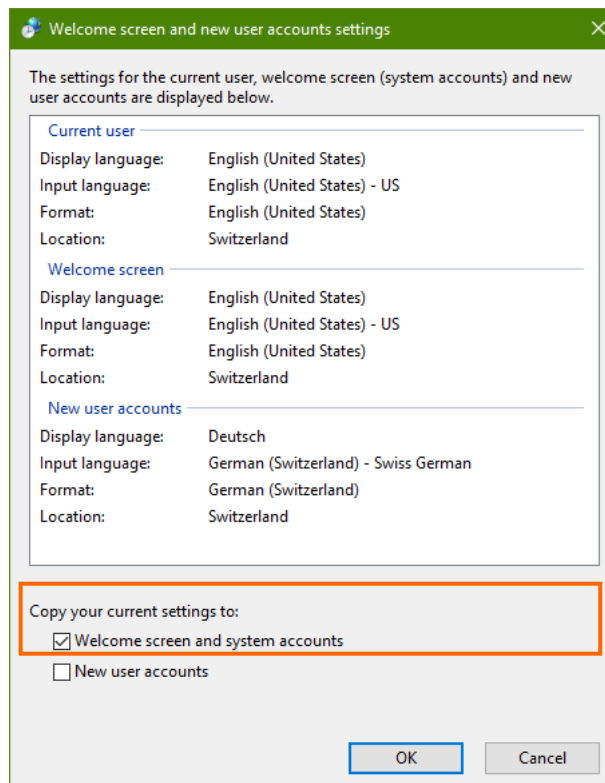 Welcome screen and new user accounts settings
The settings for the current user, welcome screen (system accounts) and new
user accounts are displayed below.
Current user
Display language: English (United States)
Input language: English (United States) - US
Format: English (United States)
Location: Switzerland
Welcome screen
Display language: English (United States)
Input language: English (United States) - US
Format: English (United States)
Location: Switzerland
New user accounts
Display language: Deutsch
Input language: German (Switzerland) - Swiss German
Format: German (Switzerland)
Location: Switzerland
Copy your current settings to:
Welcome screen and system accounts
New user accounts
OK Cancel